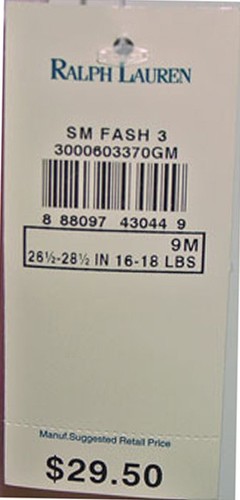 RALPH LAUREN
SM FASH 3
3000603370GM
8 88097 43044 9
9M
26½-28½ IN 16-18 LBS
Manuf.Suggested Retail Price
$29.50